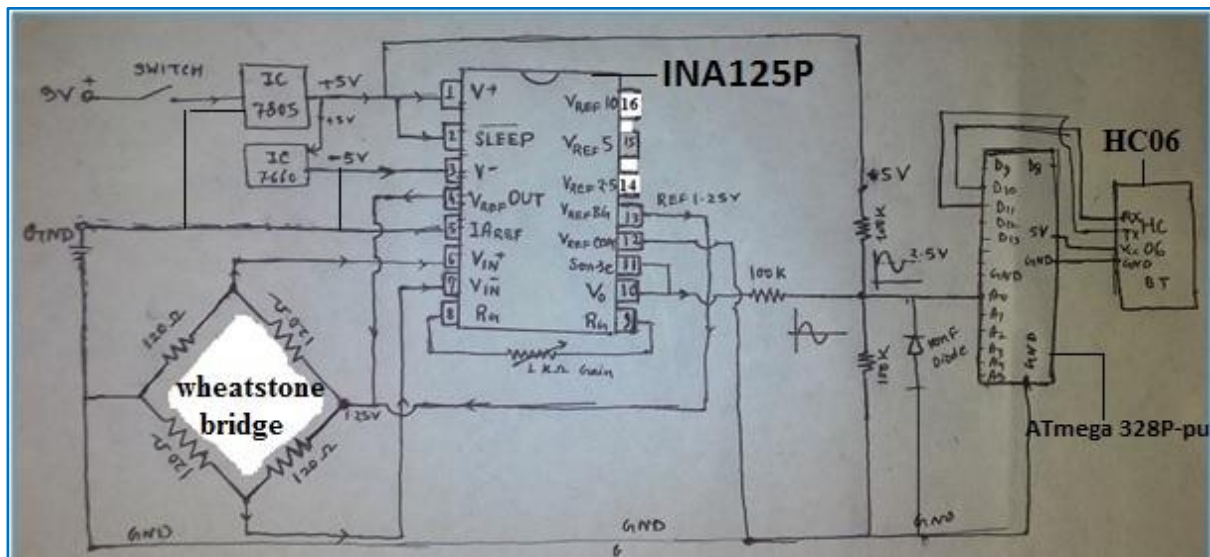 9V +
SWITCH
IC
7805
+5V
+5V
IC
7660
-5V
GND
1 V+
2 SLEEP
3 V-
4 VREF OUT
5 IAREF
6 VIN+
7 VIN-
8 RG
INA125P
VREF10 16
VREF5 15
VREF2.5 14
VREFBG 13
VREFCOM 12
Sense 11
Vo 10
RG 9
REF 1.25V
1KΩ Gain
120Ω
120Ω
wheatstone
bridge
1.25V
120Ω
120Ω
+5V
100K
100K
2.5V
100K
Diode
HC06
D9
D10
D11
D12
D13
D8
5V
GND
GND
A0
A1
A2
A3
A4
A5
GND
RX
TX
Vcc
GND
HC
06
BT
ATmega 328P-pu
GND
GND
G
GND